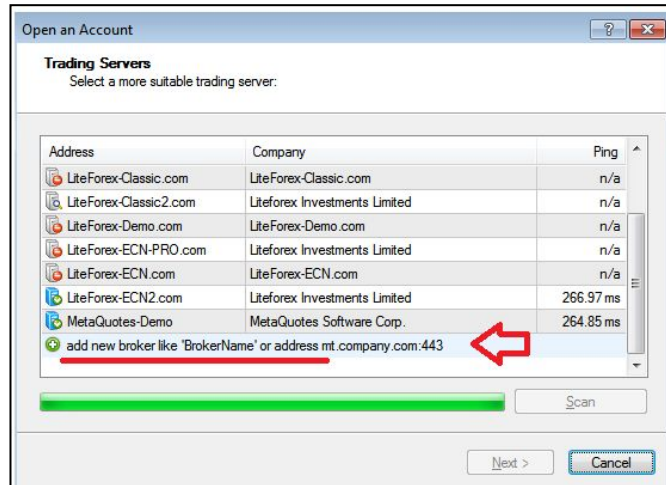 Open an Account
Trading Servers
Select a more suitable trading server:
Address Company Ping
LiteForex-Classic.com LiteForex-Classic.com n/a
LiteForex-Classic2.com Liteforex Investments Limited n/a
LiteForex-Demo.com LiteForex-Demo.com n/a
LiteForex-ECN-PRO.com Liteforex Investments Limited n/a
LiteForex-ECN.com LiteForex-ECN.com n/a
LiteForex-ECN2.com Liteforex Investments Limited 266.97 ms
MetaQuotes-Demo MetaQuotes Software Corp. 264.85 ms
add new broker like 'BrokerName' or address mt.company.com:443
Scan
Next > Cancel